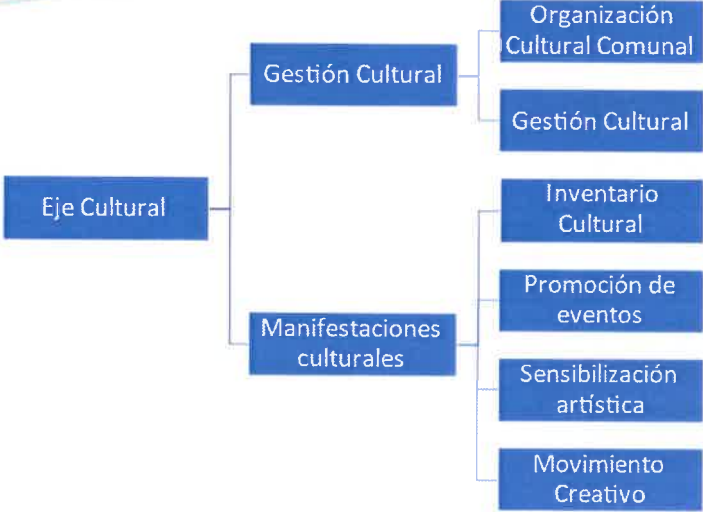 Eje Cultural
Gestión Cultural
Organización
Cultural Comunal
Gestión Cultural
Manifestaciones
culturales
Inventario
Cultural
Promoción de
eventos
Sensibilización
artística
Movimiento
Creativo